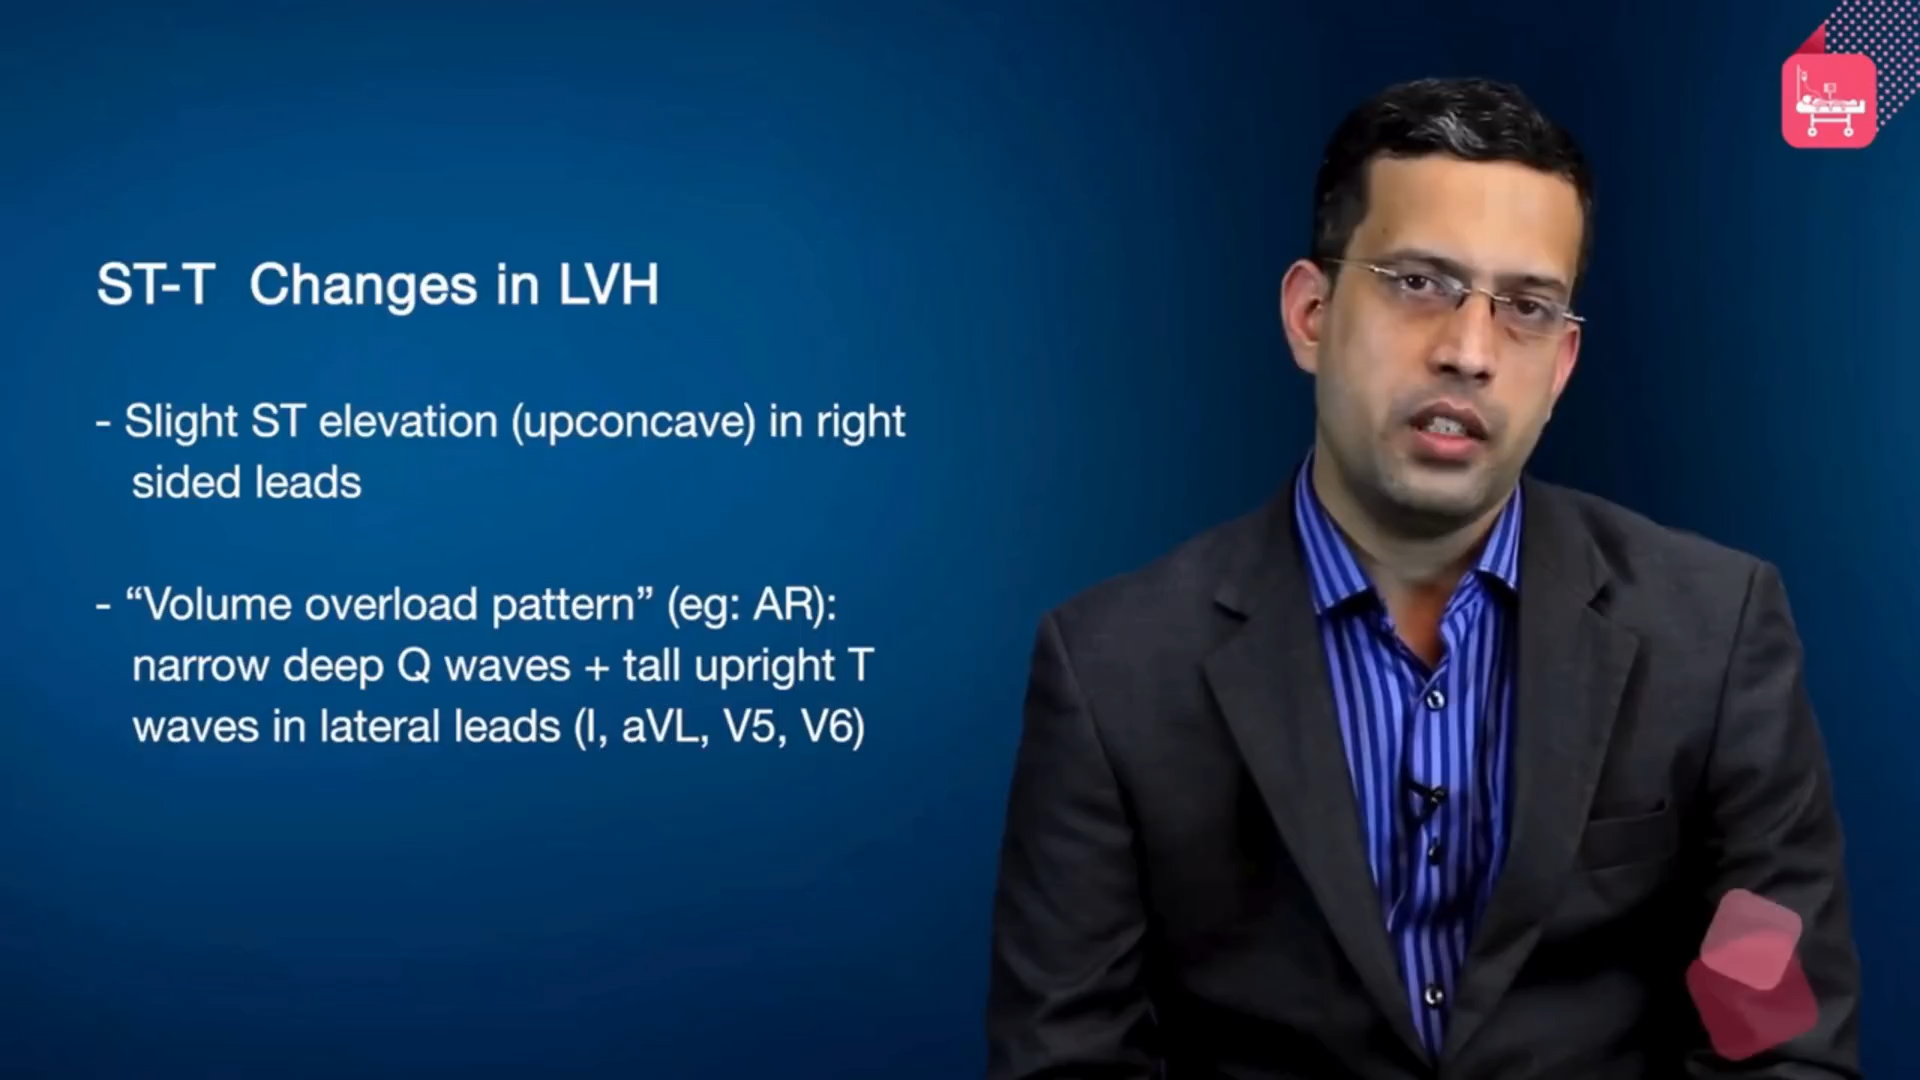 ST-T Changes in LVH
- Slight ST elevation (upconcave) in right
sided leads
- “Volume overload pattern” (eg: AR):
narrow deep Q waves + tall upright T
waves in lateral leads (I, aVL, V5, V6)